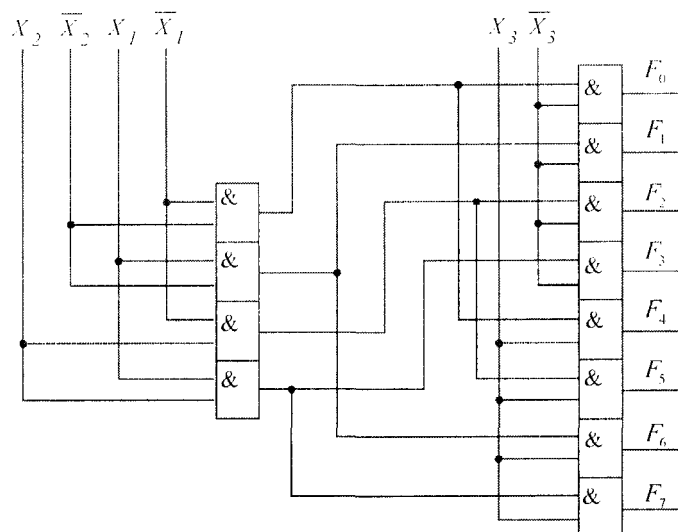 X₂ X̄₂ X₁ X̄₁ X₃ X̄₃
& F₀
& F₁
& F₂
& F₃
& F₄
& F₅
& F₆
& F₇
&
&
&
&